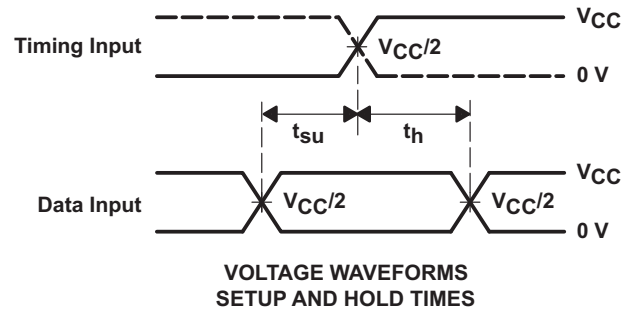 VCC
Timing Input
VCC/2
0 V
tsu
th
VCC
Data Input
VCC/2
VCC/2
0 V
VOLTAGE WAVEFORMS
SETUP AND HOLD TIMES